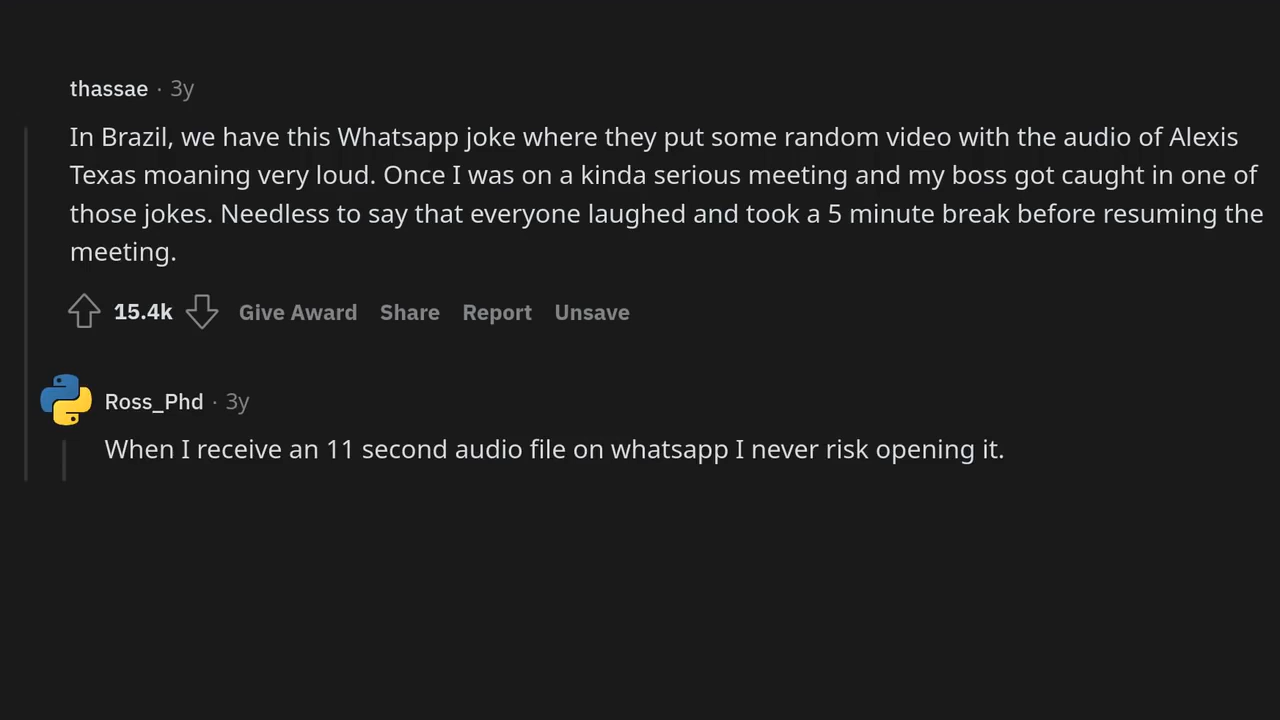 thassae · 3y
In Brazil, we have this Whatsapp joke where they put some random video with the audio of Alexis
Texas moaning very loud. Once I was on a kinda serious meeting and my boss got caught in one of
those jokes. Needless to say that everyone laughed and took a 5 minute break before resuming the
meeting.
15.4k Give Award Share Report Unsave
Ross_Phd · 3y
When I receive an 11 second audio file on whatsapp I never risk opening it.